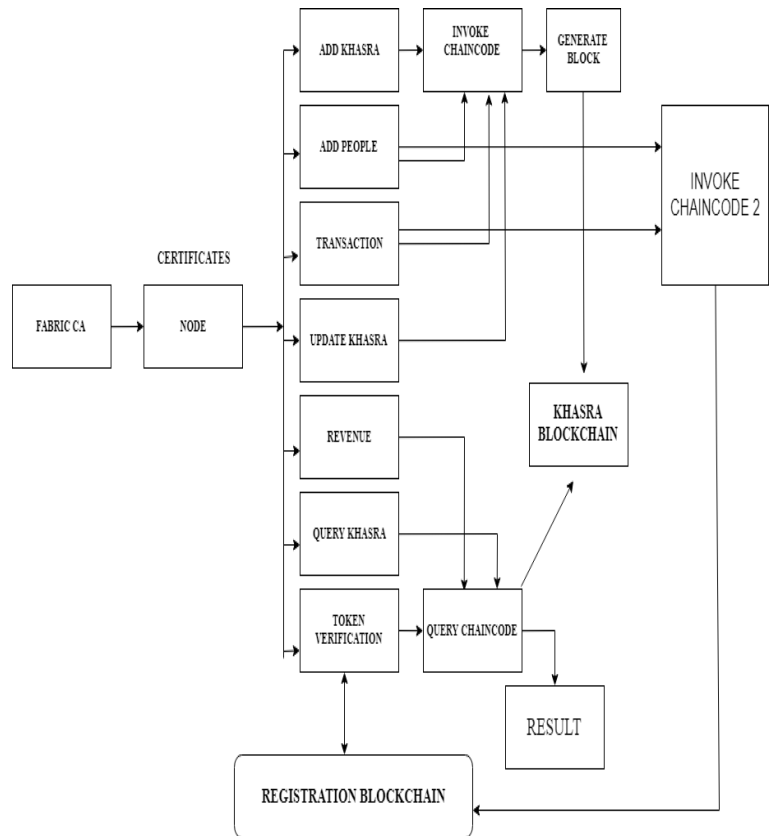 ADD KHASRA
INVOKE
CHAINCODE
GENERATE
BLOCK
ADD PEOPLE
INVOKE
CHAINCODE 2
TRANSACTION
CERTIFICATES
FABRIC CA
NODE
UPDATE KHASRA
KHASRA
BLOCKCHAIN
REVENUE
QUERY KHASRA
TOKEN
VERIFICATION
QUERY CHAINCODE
RESULT
REGISTRATION BLOCKCHAIN